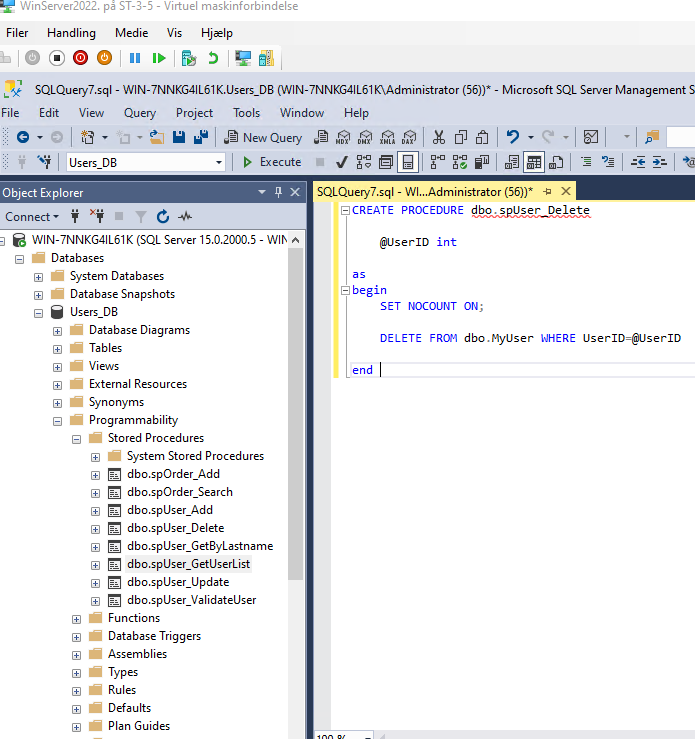 WinServer2022. på ST-3-5 - Virtuel maskinforbindelse
Filer Handling Medie Vis Hjælp
SQLQuery7.sql - WIN-7NNKG4IL61K.Users_DB (WIN-7NNKG4IL61K\Administrator (56))* - Microsoft SQL Server Management S
File Edit View Query Project Tools Window Help
New Query MDX DMX XMLA DAX
Users_DB Execute
Object Explorer
Connect
WIN-7NNKG4IL61K (SQL Server 15.0.2000.5 - WIN
Databases
System Databases
Database Snapshots
Users_DB
Database Diagrams
Tables
Views
External Resources
Synonyms
Programmability
Stored Procedures
System Stored Procedures
dbo.spOrder_Add
dbo.spOrder_Search
dbo.spUser_Add
dbo.spUser_Delete
dbo.spUser_GetByLastname
dbo.spUser_GetUserList
dbo.spUser_Update
dbo.spUser_ValidateUser
Functions
Database Triggers
Assemblies
Types
Rules
Defaults
Plan Guides
SQLQuery7.sql - WI...Administrator (56))*
CREATE PROCEDURE dbo.spUser_Delete
@UserID int
as
begin
SET NOCOUNT ON;
DELETE FROM dbo.MyUser WHERE UserID=@UserID
end
100 %